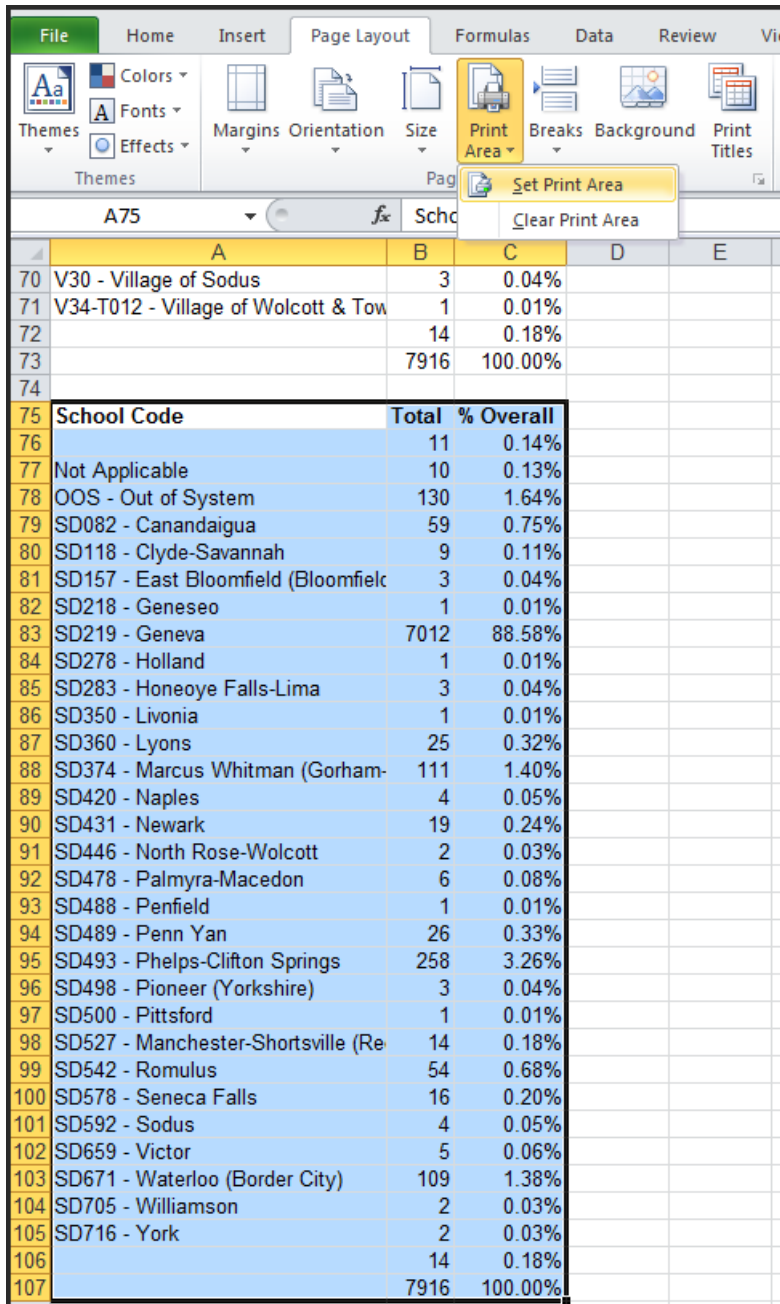 File Home Insert Page Layout Formulas Data Review Vi
Colors
Aa
A Fonts
Themes Margins Orientation Size Print Area Breaks Background Print Titles
Effects
Themes Pag
Set Print Area
A75 fx Scho
Clear Print Area
A B C D E
70 V30 - Village of Sodus 3 0.04%
71 V34-T012 - Village of Wolcott & Tow 1 0.01%
72 14 0.18%
73 7916 100.00%
74
75 School Code Total % Overall
76 11 0.14%
77 Not Applicable 10 0.13%
78 OOS - Out of System 130 1.64%
79 SD082 - Canandaigua 59 0.75%
80 SD118 - Clyde-Savannah 9 0.11%
81 SD157 - East Bloomfield (Bloomfield 3 0.04%
82 SD218 - Geneseo 1 0.01%
83 SD219 - Geneva 7012 88.58%
84 SD278 - Holland 1 0.01%
85 SD283 - Honeoye Falls-Lima 3 0.04%
86 SD350 - Livonia 1 0.01%
87 SD360 - Lyons 25 0.32%
88 SD374 - Marcus Whitman (Gorham- 111 1.40%
89 SD420 - Naples 4 0.05%
90 SD431 - Newark 19 0.24%
91 SD446 - North Rose-Wolcott 2 0.03%
92 SD478 - Palmyra-Macedon 6 0.08%
93 SD488 - Penfield 1 0.01%
94 SD489 - Penn Yan 26 0.33%
95 SD493 - Phelps-Clifton Springs 258 3.26%
96 SD498 - Pioneer (Yorkshire) 3 0.04%
97 SD500 - Pittsford 1 0.01%
98 SD527 - Manchester-Shortsville (Re 14 0.18%
99 SD542 - Romulus 54 0.68%
100 SD578 - Seneca Falls 16 0.20%
101 SD592 - Sodus 4 0.05%
102 SD659 - Victor 5 0.06%
103 SD671 - Waterloo (Border City) 109 1.38%
104 SD705 - Williamson 2 0.03%
105 SD716 - York 2 0.03%
106 14 0.18%
107 7916 100.00%